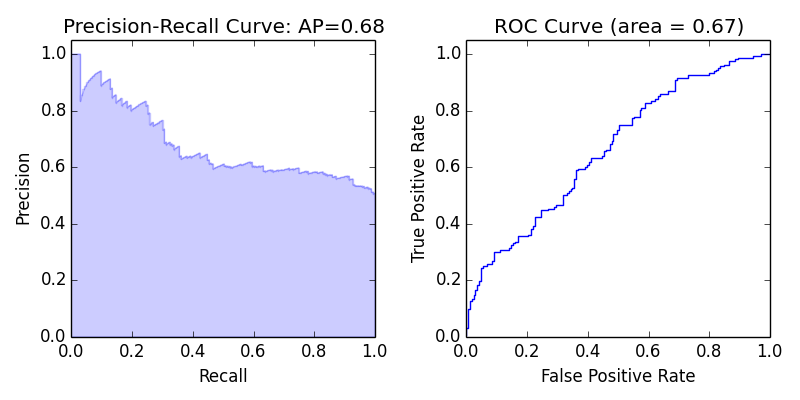 Precision-Recall Curve: AP=0.68
1.0
0.8
0.6
0.4
0.2
0.0
Precision
0.0 0.2 0.4 0.6 0.8 1.0
Recall
ROC Curve (area = 0.67)
1.0
0.8
0.6
0.4
0.2
0.0
True Positive Rate
0.0 0.2 0.4 0.6 0.8 1.0
False Positive Rate